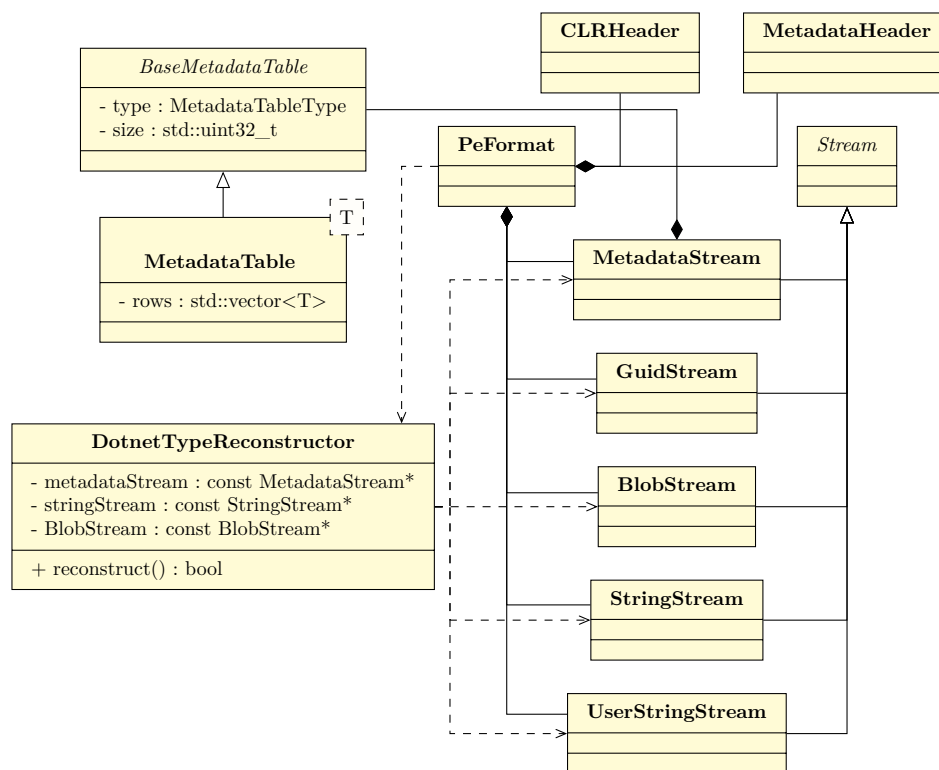 CLRHeader
MetadataHeader
BaseMetadataTable
- type : MetadataTableType
- size : std::uint32_t
PeFormat
Stream
T
MetadataTable
- rows : std::vector<T>
MetadataStream
GuidStream
DotnetTypeReconstructor
- metadataStream : const MetadataStream*
- stringStream : const StringStream*
- BlobStream : const BlobStream*
+ reconstruct() : bool
BlobStream
StringStream
UserStringStream